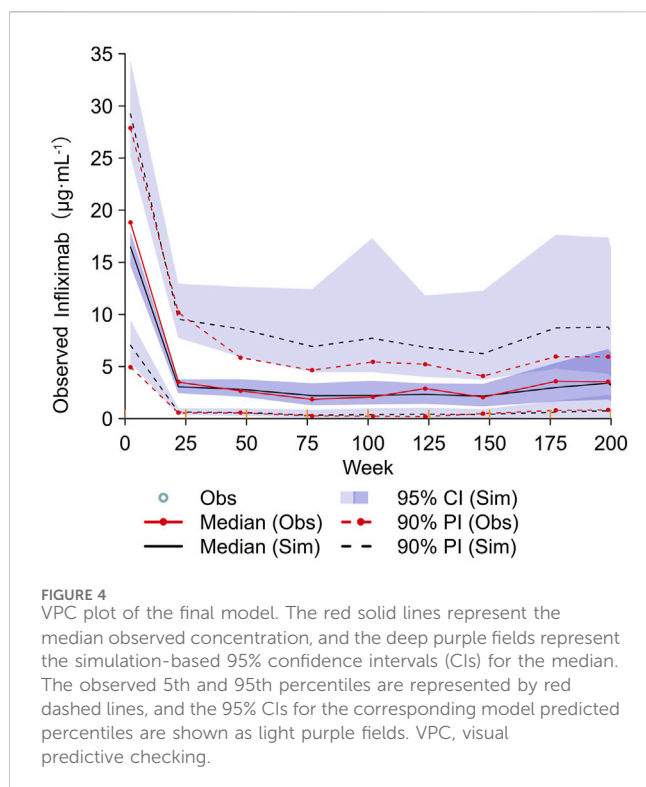 35
30
25
20
15
10
5
0
Observed Infliximab (µg·mL⁻¹)
0 25 50 75 100 125 150 175 200
Week
Obs 95% CI (Sim)
Median (Obs) 90% PI (Obs)
Median (Sim) 90% PI (Sim)
FIGURE 4
VPC plot of the final model. The red solid lines represent the
median observed concentration, and the deep purple fields represent
the simulation-based 95% confidence intervals (CIs) for the median.
The observed 5th and 95th percentiles are represented by red
dashed lines, and the 95% CIs for the corresponding model predicted
percentiles are shown as light purple fields. VPC, visual
predictive checking.